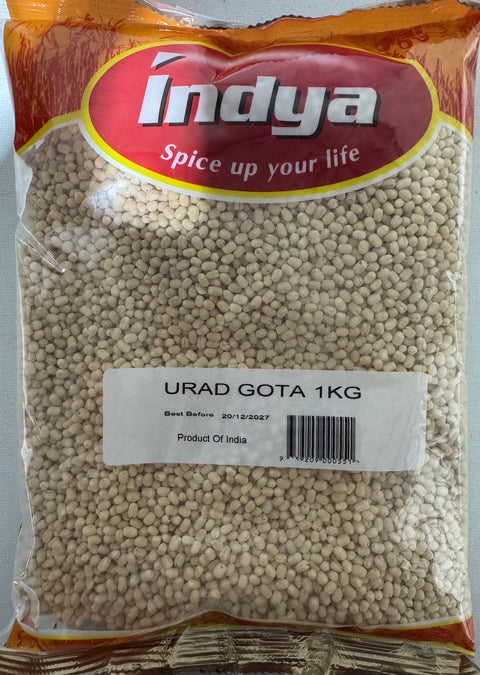 Indya
Spice up your life
URAD GOTA 1KG
Best Before 20/12/2027
Product Of India